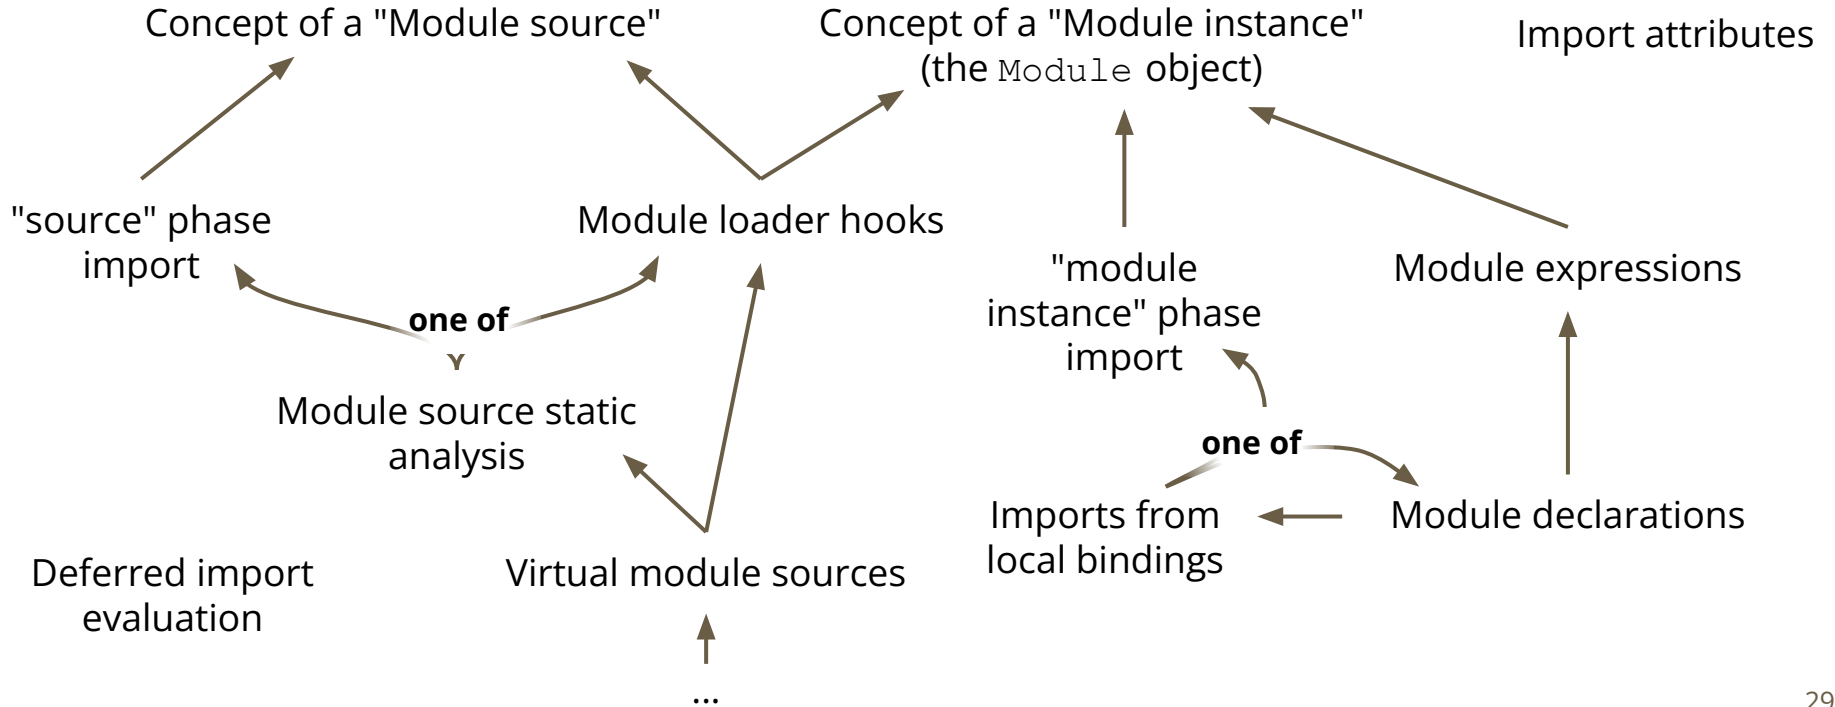 Concept of a "Module source"
Concept of a "Module instance"
(the Module object)
Import attributes
"source" phase
import
Module loader hooks
"module
instance" phase
import
Module expressions
one of
Module source static
analysis
one of
Imports from
local bindings
Module declarations
Deferred import
evaluation
Virtual module sources
...
29